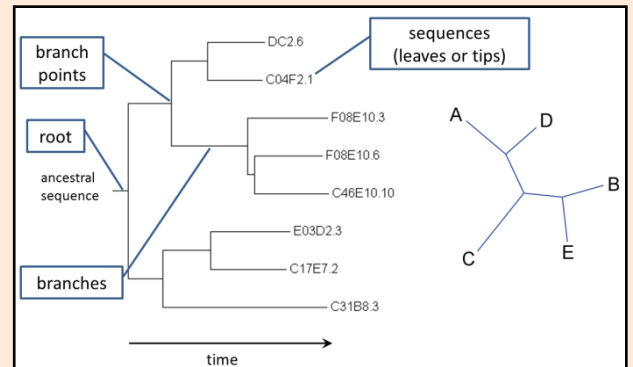 branch
points
root
ancestral
sequence
branches
DC2.6
C04F2.1
F08E10.3
F08E10.6
C46E10.10
E03D2.3
C17E7.2
C31B8.3
time
sequences
(leaves or tips)
A
D
B
C
E